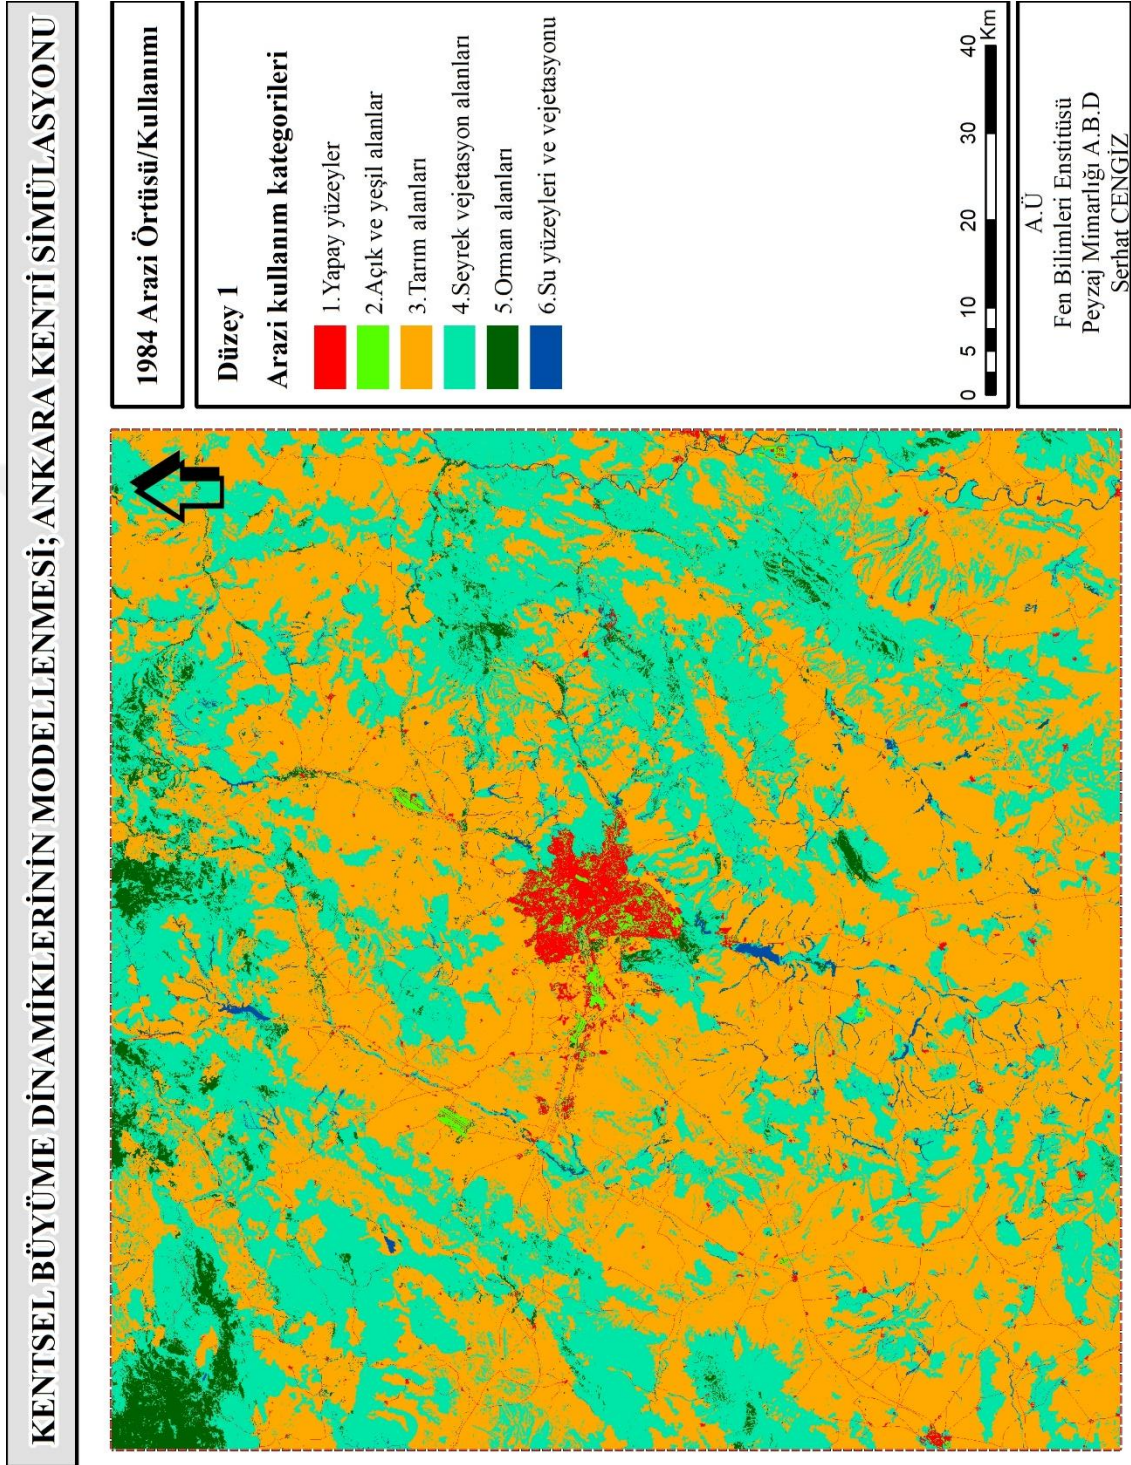 KENTSEL BÜYÜME DİNAMİKLERİNİN MODELLENMESİ; ANKARA KENTİ SİMÜLASYONU
1984 Arazi Örtüsü/Kullanımı
Düzey 1
Arazi kullanım kategorileri
1.Yapay yüzeyler
2.Açık ve yeşil alanlar
3.Tarım alanları
4.Seyrek vejetasyon alanları
5.Orman alanları
6.Su yüzeyleri ve vejetasyonu
0 5 10 20 30 40
Km
A.Ü
Fen Bilimleri Enstitüsü
Peyzaj Mimarlığı A.B.D
Serhat CENGİZ